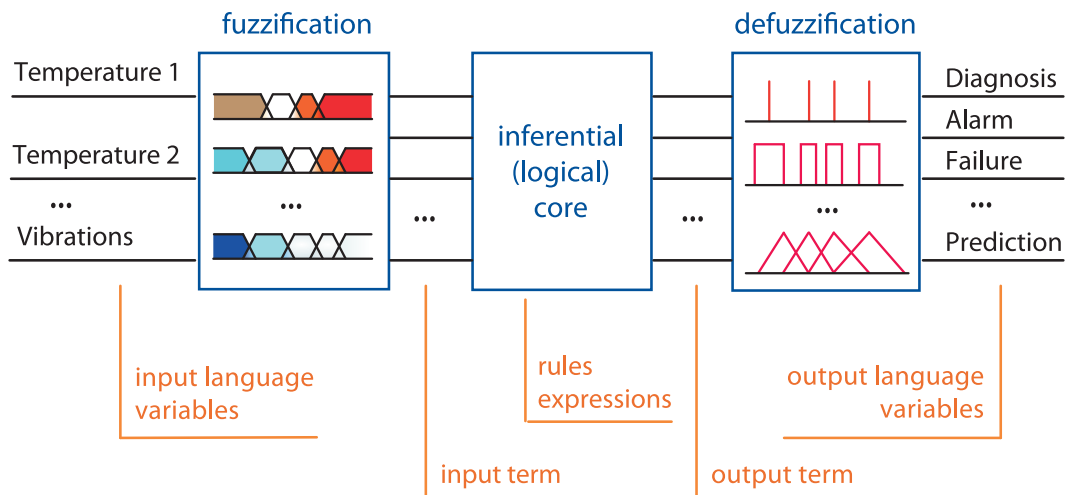 fuzzification
defuzzification
Temperature 1
Temperature 2
...
Vibrations
...
...
inferential
(logical)
core
...
...
Diagnosis
Alarm
Failure
...
Prediction
input language
variables
rules
expressions
output language
variables
input term
output term